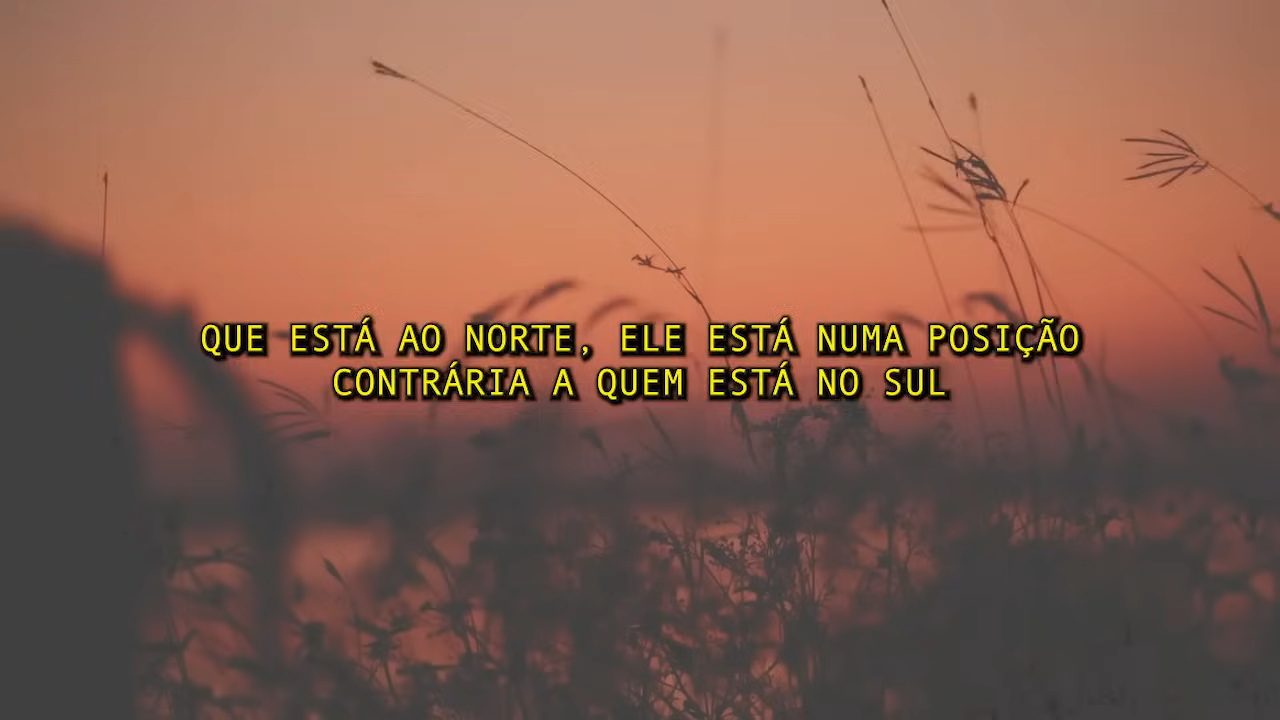 QUE ESTÁ AO NORTE, ELE ESTÁ NUMA POSIÇÃO
CONTRÁRIA A QUEM ESTÁ NO SUL